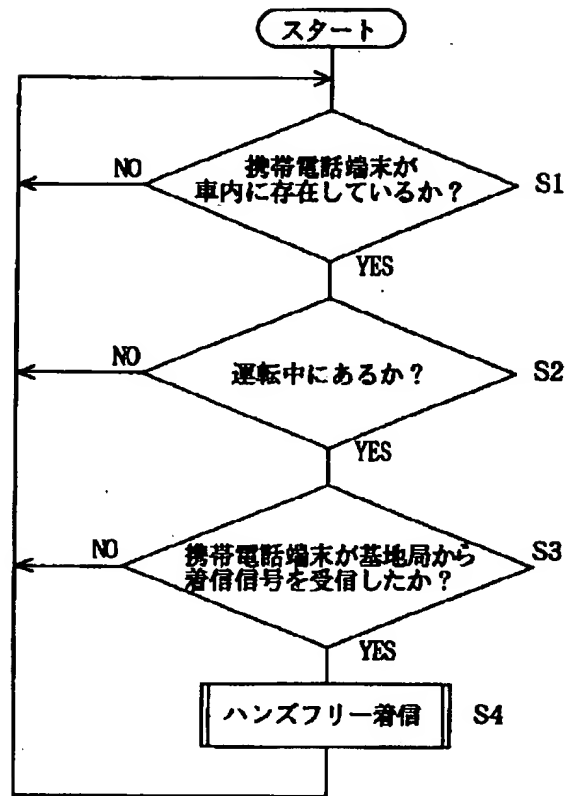 スタート
携帯電話端末が
車内に存在しているか？
NO
S1
YES
運転中にあるか？
NO
S2
YES
携帯電話端末が基地局から
着信信号を受信したか？
NO
S3
YES
ハンズフリー着信
S4